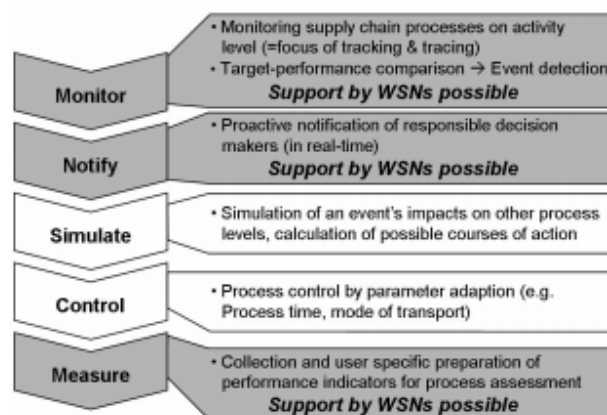 • Monitoring supply chain processes on activity
level (=focus of tracking & tracing)
• Target-performance comparison → Event detection
Monitor
Support by WSNs possible
• Proactive notification of responsible decision
makers (in real-time)
Notify
Support by WSNs possible
• Simulation of an event's impacts on other process
Simulate
levels, calculation of possible courses of action
Control
• Process control by parameter adaption (e.g.
Process time, mode of transport)
• Collection and user specific preparation of
Measure
performance indicators for process assessment
Support by WSNs possible